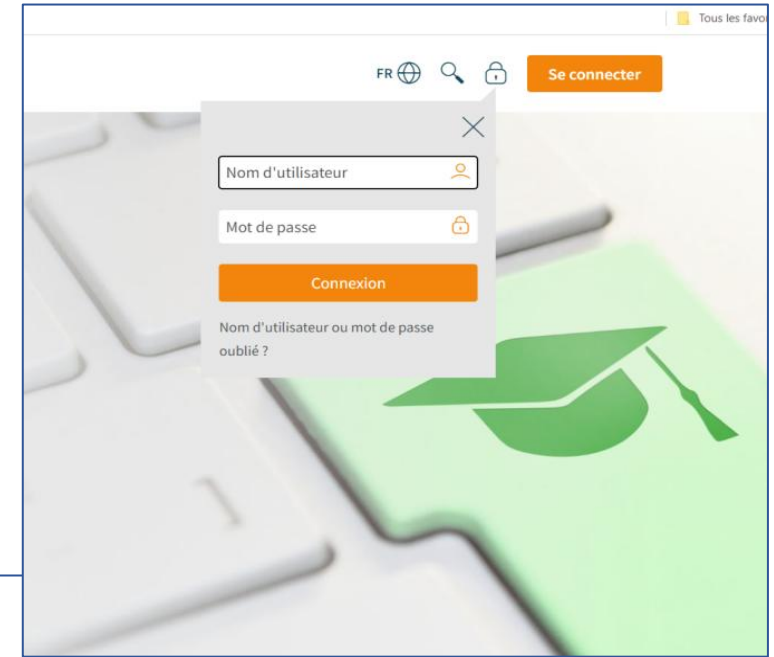 Tous les favo
FR
Se connecter
Nom d'utilisateur
Mot de passe
Connexion
Nom d'utilisateur ou mot de passe
oublié ?